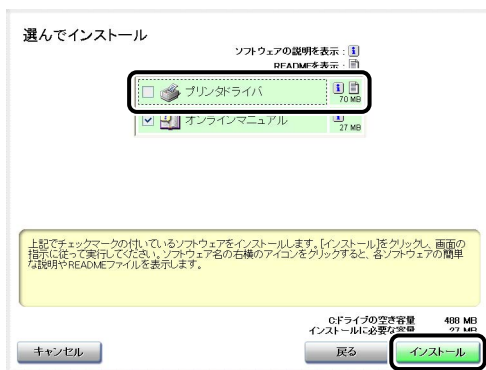 選んでインストール
ソフトウェアの説明を表示 :
READMEを表示 :
プリンタドライバ
70 MB
オンラインマニュアル
27 MB
上記でチェックマークの付いているソフトウェアをインストールします。[インストール]をクリックし、画面の
指示に従って実行してください。ソフトウェア名の右横のアイコンをクリックすると、各ソフトウェアの簡単
な説明やREADMEファイルを表示します。
C:ドライブの空き容量 488 MB
インストールに必要な容量 27 MB
キャンセル
戻る
インストール